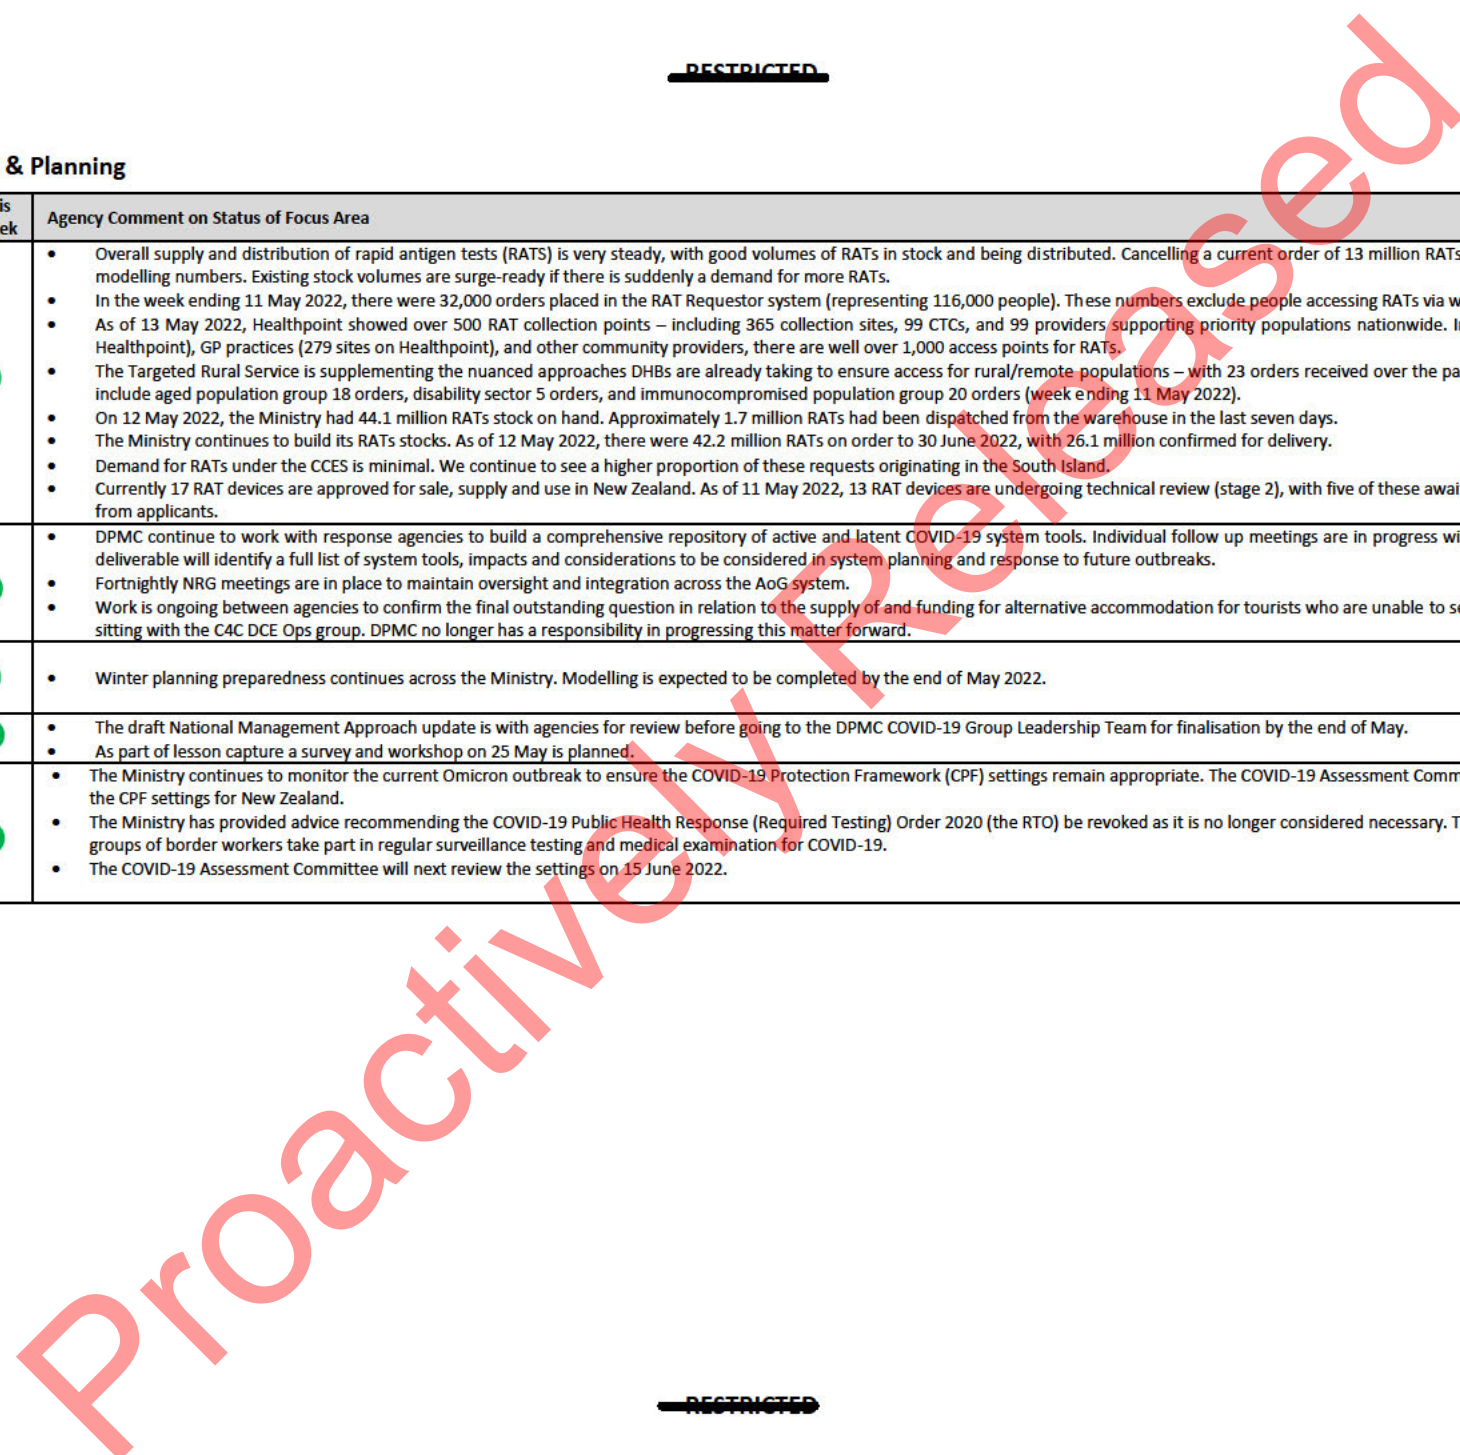 RESTRICTED
& Planning
is
ek
Agency Comment on Status of Focus Area
• Overall supply and distribution of rapid antigen tests (RATS) is very steady, with good volumes of RATs in stock and being distributed. Cancelling a current order of 13 million RATs
modelling numbers. Existing stock volumes are surge-ready if there is suddenly a demand for more RATs.
• In the week ending 11 May 2022, there were 32,000 orders placed in the RAT Requestor system (representing 116,000 people). These numbers exclude people accessing RATs via w
• As of 13 May 2022, Healthpoint showed over 500 RAT collection points – including 365 collection sites, 99 CTCs, and 99 providers supporting priority populations nationwide. I
Healthpoint), GP practices (279 sites on Healthpoint), and other community providers, there are well over 1,000 access points for RATs.
• The Targeted Rural Service is supplementing the nuanced approaches DHBs are already taking to ensure access for rural/remote populations – with 23 orders received over the pa
include aged population group 18 orders, disability sector 5 orders, and immunocompromised population group 20 orders (week ending 11 May 2022).
• On 12 May 2022, the Ministry had 44.1 million RATs stock on hand. Approximately 1.7 million RATs had been dispatched from the warehouse in the last seven days.
• The Ministry continues to build its RATs stocks. As of 12 May 2022, there were 42.2 million RATs on order to 30 June 2022, with 26.1 million confirmed for delivery.
• Demand for RATs under the CCES is minimal. We continue to see a higher proportion of these requests originating in the South Island.
• Currently 17 RAT devices are approved for sale, supply and use in New Zealand. As of 11 May 2022, 13 RAT devices are undergoing technical review (stage 2), with five of these awai
from applicants.
• DPMC continue to work with response agencies to build a comprehensive repository of active and latent COVID-19 system tools. Individual follow up meetings are in progress wi
deliverable will identify a full list of system tools, impacts and considerations to be considered in system planning and response to future outbreaks.
• Fortnightly NRG meetings are in place to maintain oversight and integration across the AoG system.
• Work is ongoing between agencies to confirm the final outstanding question in relation to the supply of and funding for alternative accommodation for tourists who are unable to se
sitting with the C4C DCE Ops group. DPMC no longer has a responsibility in progressing this matter forward.
• Winter planning preparedness continues across the Ministry. Modelling is expected to be completed by the end of May 2022.
• The draft National Management Approach update is with agencies for review before going to the DPMC COVID-19 Group Leadership Team for finalisation by the end of May.
• As part of lesson capture a survey and workshop on 25 May is planned.
• The Ministry continues to monitor the current Omicron outbreak to ensure the COVID-19 Protection Framework (CPF) settings remain appropriate. The COVID-19 Assessment Comm
the CPF settings for New Zealand.
• The Ministry has provided advice recommending the COVID-19 Public Health Response (Required Testing) Order 2020 (the RTO) be revoked as it is no longer considered necessary. T
groups of border workers take part in regular surveillance testing and medical examination for COVID-19.
• The COVID-19 Assessment Committee will next review the settings on 15 June 2022.
Proactively Released
RESTRICTED